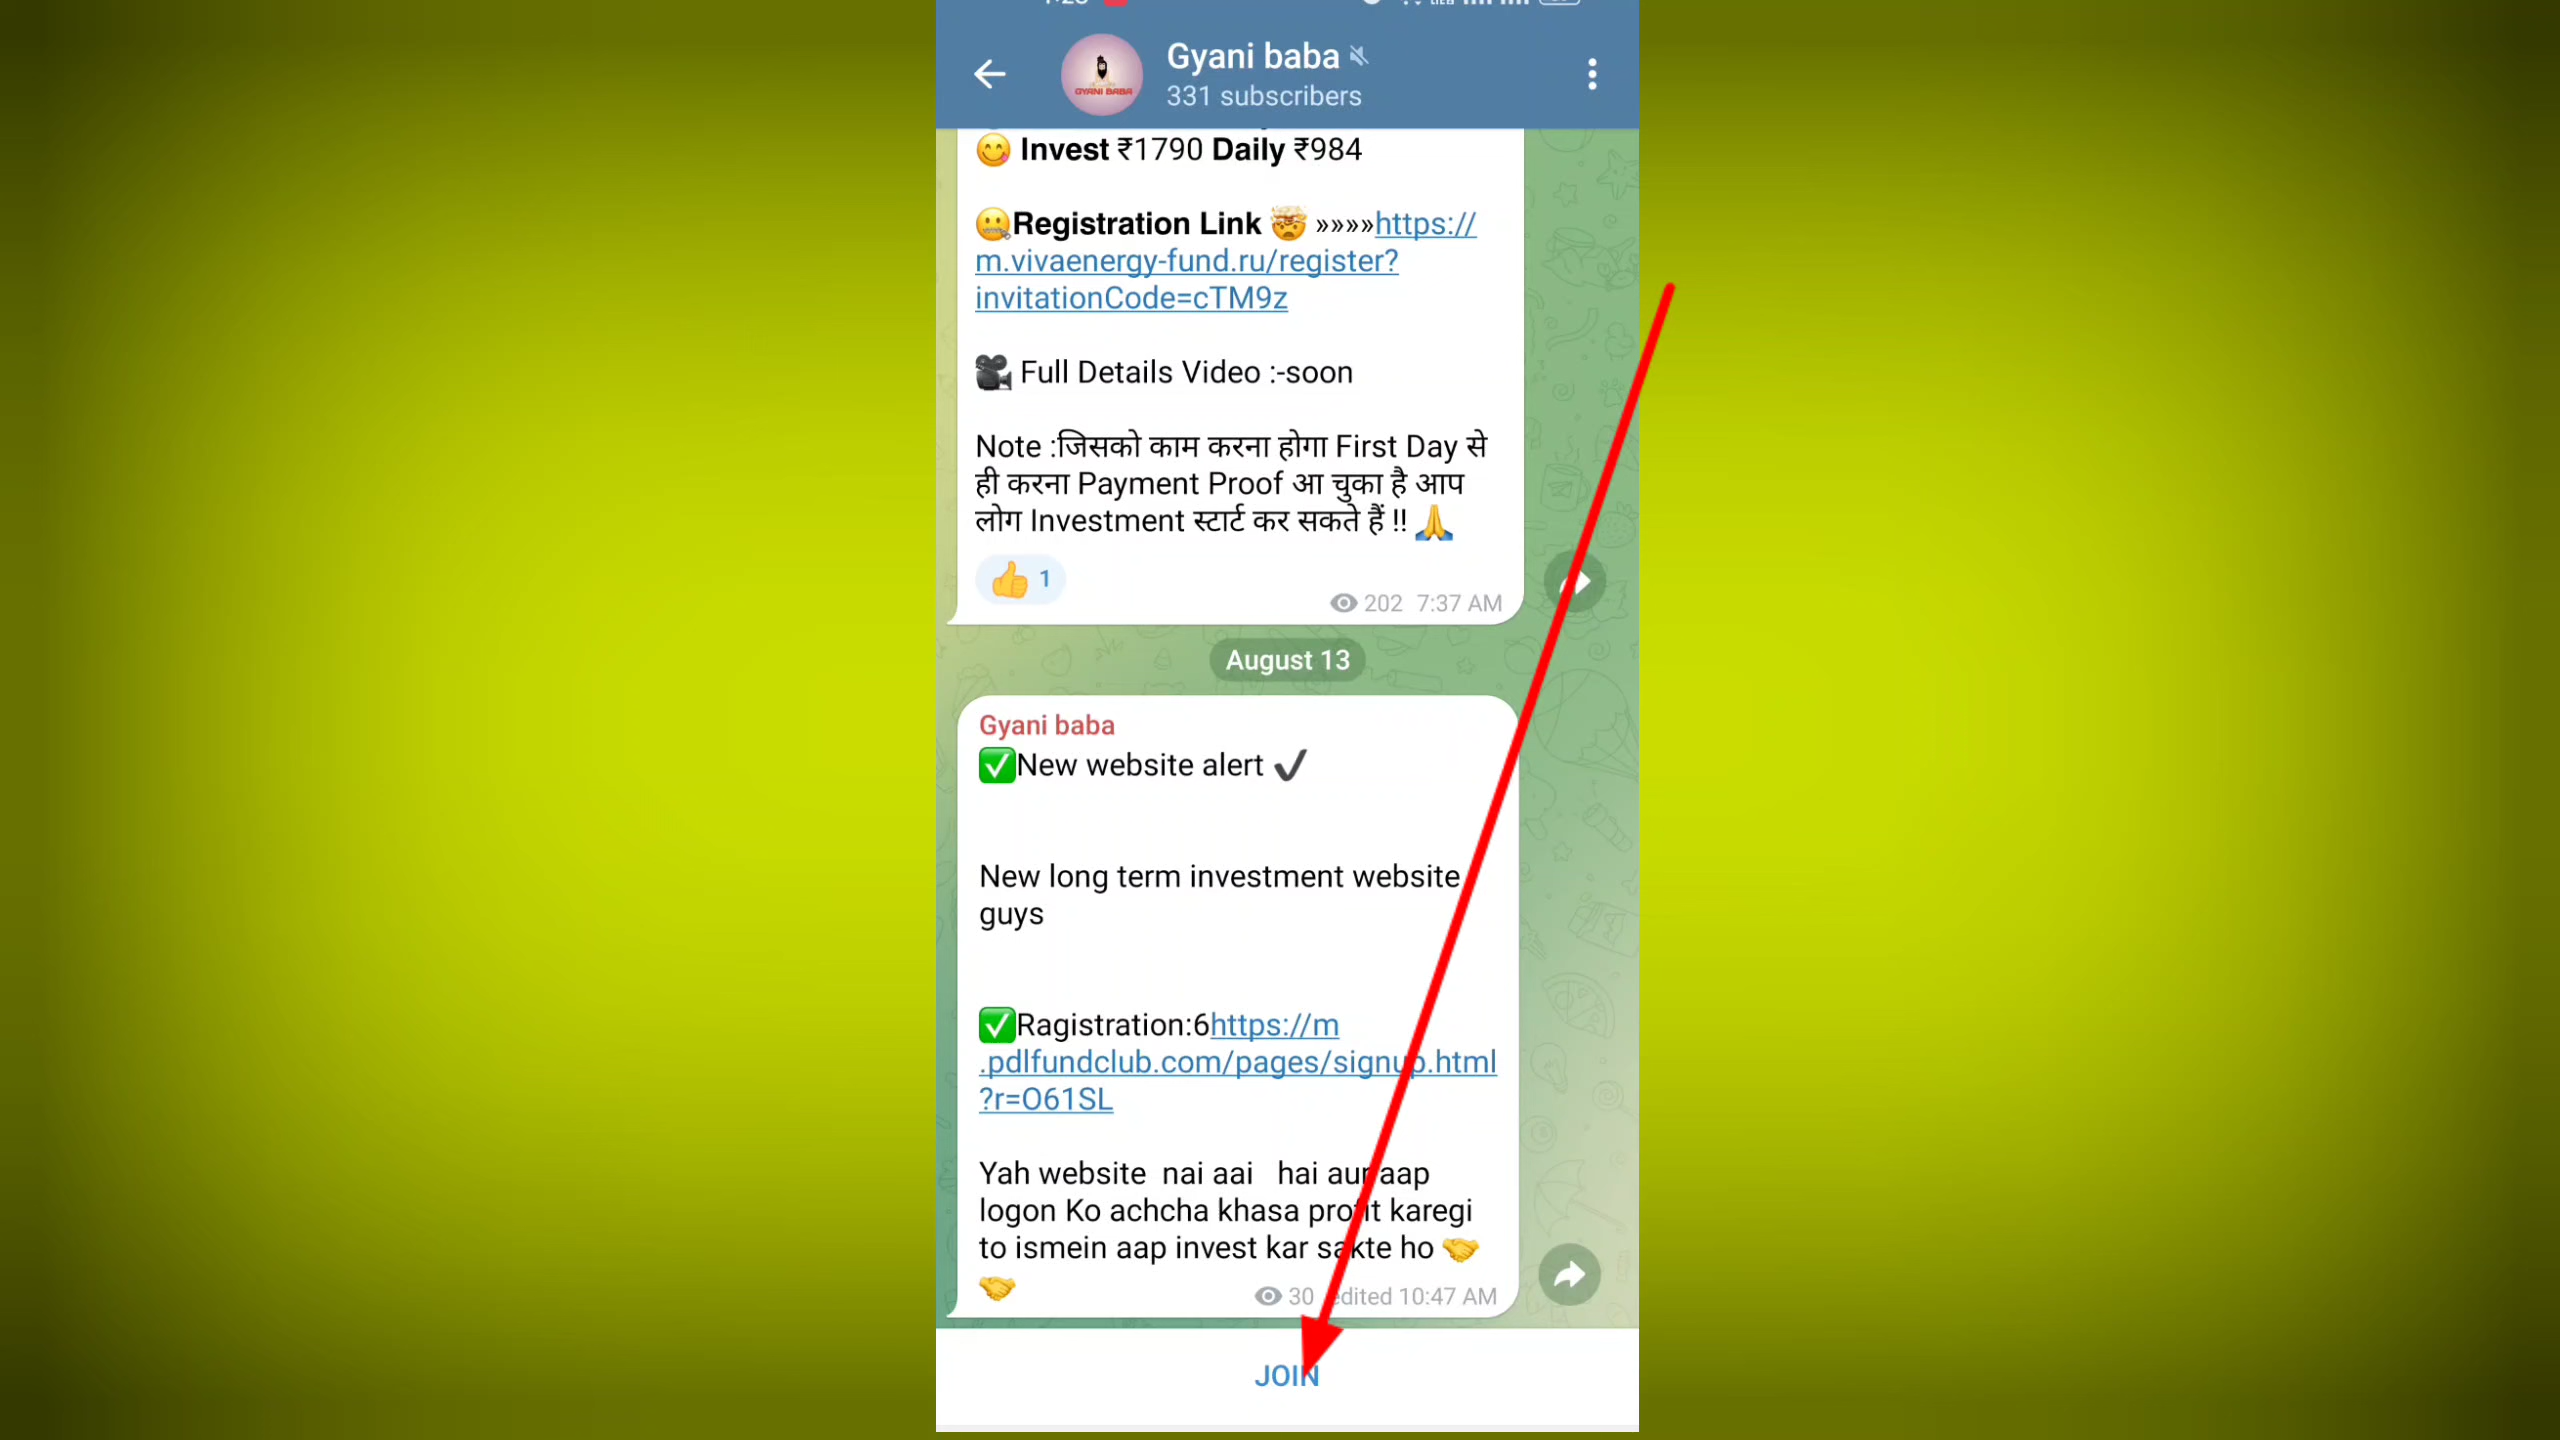 Gyani baba
331 subscribers
GYANI BABA
😋 Invest ₹1790 Daily ₹984
🤐Registration Link 🤯 »»»»https://
m.vivaenergy-fund.ru/register?
invitationCode=cTM9z
🎥 Full Details Video :-soon
Note :जिसको काम करना होगा First Day से
ही करना Payment Proof आ चुका है आप
लोग Investment स्टार्ट कर सकते हैं !! 🙏
👍 1
202 7:37 AM
August 13
Gyani baba
✅New website alert ✔️
New long term investment website
guys
✅Ragistration:6https://m
.pdlfundclub.com/pages/signup.html
?r=O61SL
Yah website nai aai hai aur aap
logon Ko achcha khasa profit karegi
to ismein aap invest kar sakte ho 🤝
🤝
30 edited 10:47 AM
JOIN